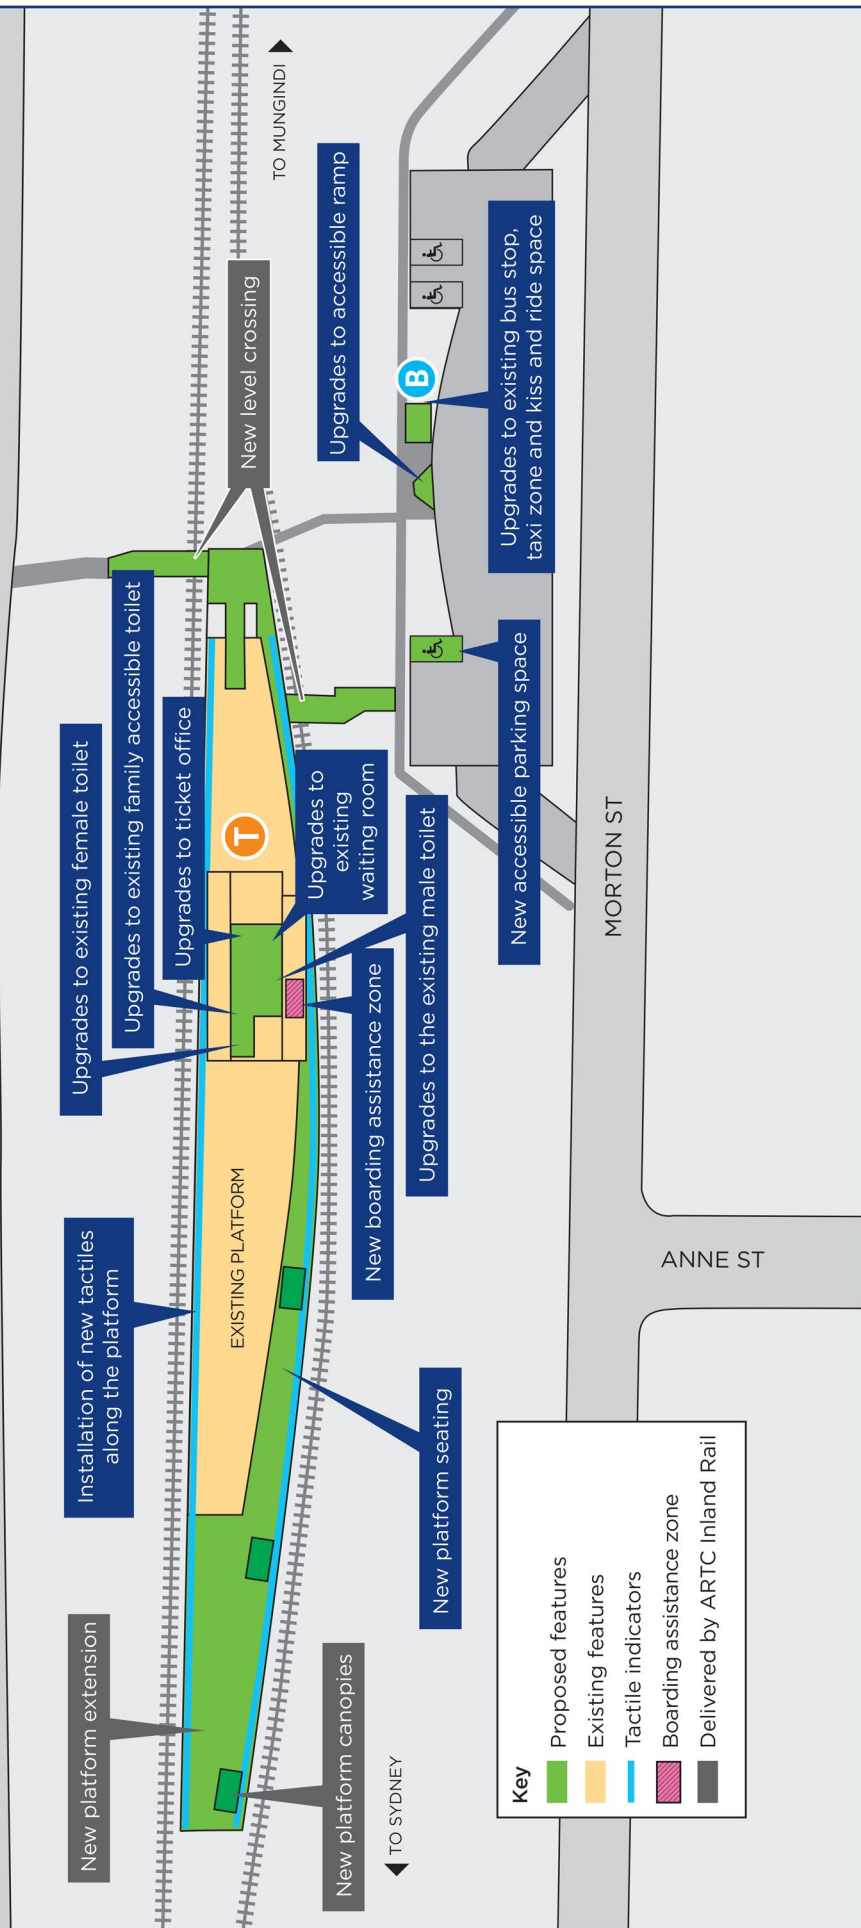 New platform extension
Installation of new tactiles
along the platform
Upgrades to existing female toilet
Upgrades to existing family accessible toilet
Upgrades to ticket office
New level crossing
TO MUNGINDI
EXISTING PLATFORM
T
Upgrades to
existing
waiting room
Upgrades to accessible ramp
New platform canopies
TO SYDNEY
New platform seating
New boarding assistance zone
Upgrades to the existing male toilet
B
New accessible parking space
Upgrades to existing bus stop,
taxi zone and kiss and ride space
MORTON ST
ANNE ST
Key
Proposed features
Existing features
Tactile indicators
Boarding assistance zone
Delivered by ARTC Inland Rail